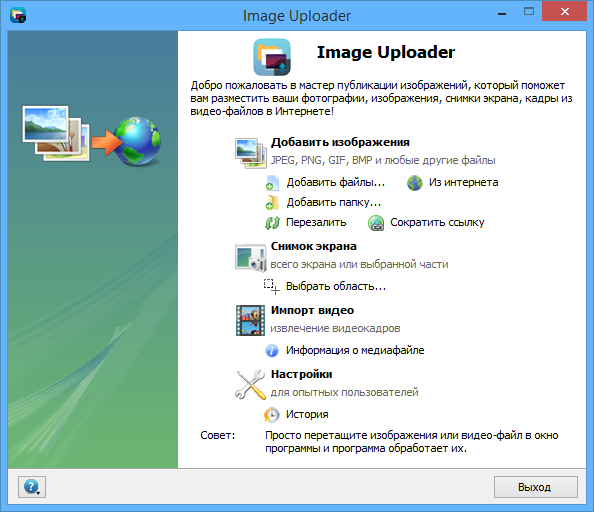 Image Uploader
Image Uploader
Добро пожаловать в мастер публикации изображений, который поможет
вам разместить ваши фотографии, изображения, снимки экрана, кадры из
видео-файлов в Интернете!
Добавить изображения
JPEG, PNG, GIF, BMP и любые другие файлы
Добавить файлы... Из интернета
Добавить папку...
Перезалить Сократить ссылку
Снимок экрана
всего экрана или выбранной части
Выбрать область...
Импорт видео
извлечение видеокадров
Информация о медиафайле
Настройки
для опытных пользователей
История
Совет: Просто перетащите изображения или видео-файл в окно
программы и программа обработает их.
Выход